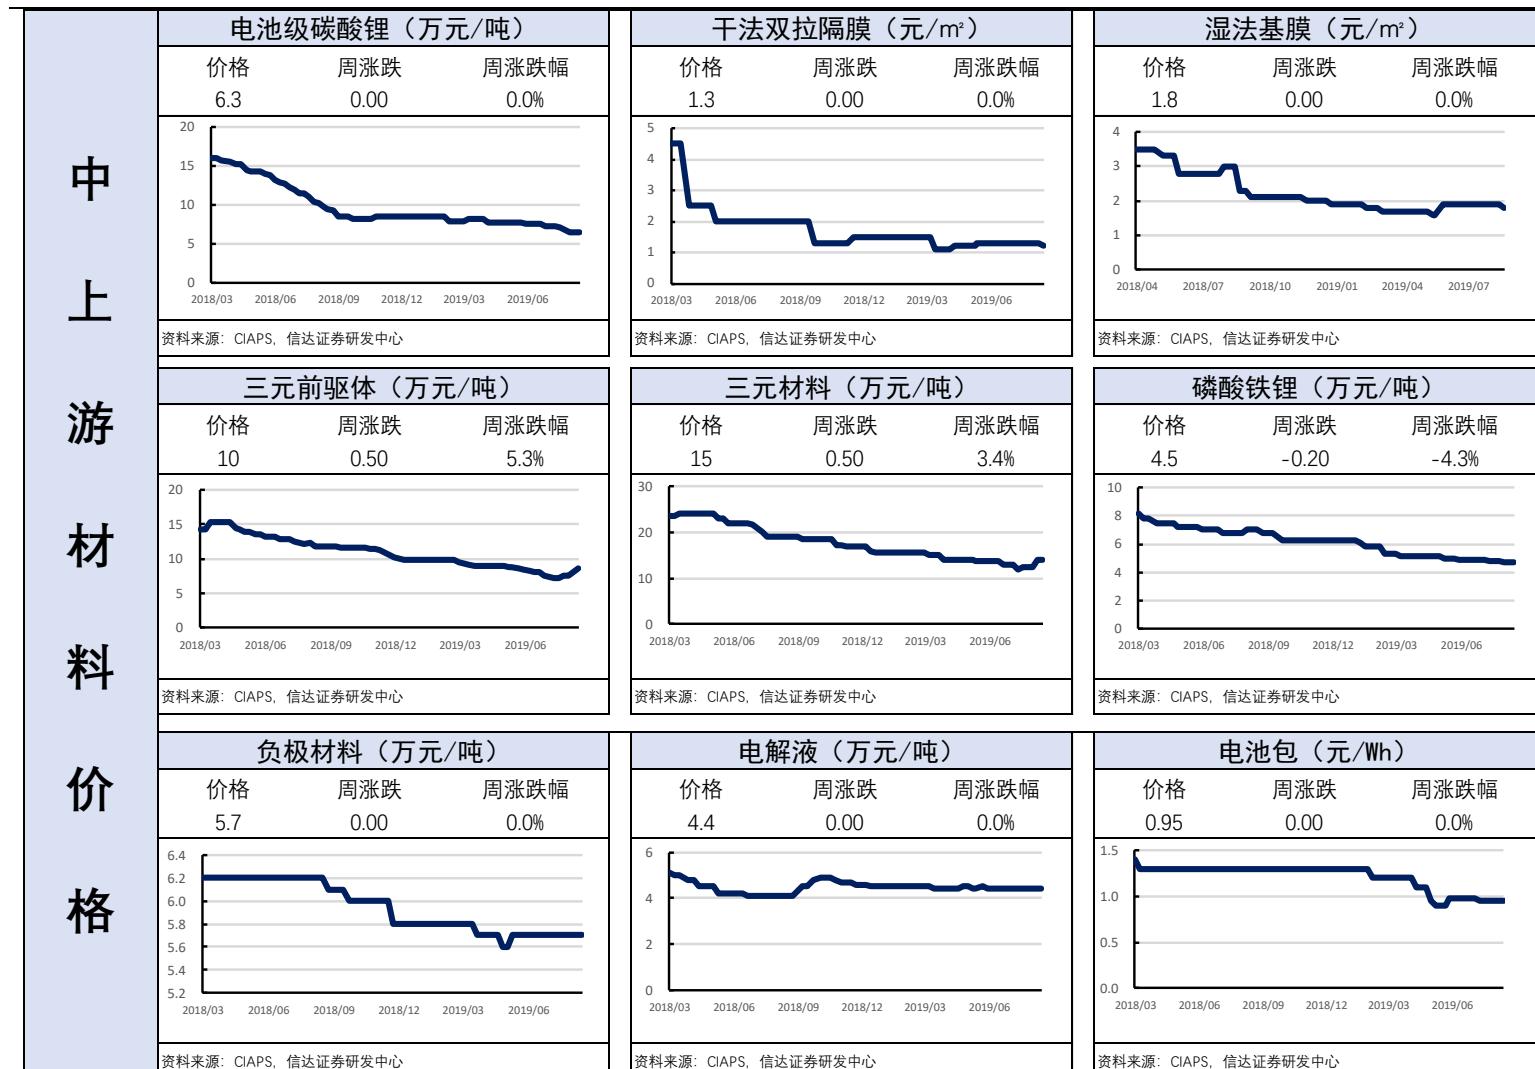 中
上
游
材
料
价
格
电池级碳酸锂（万元/吨）
价格 周涨跌 周涨跌幅
6.3 0.00 0.0%
20
15
10
5
0
2018/03 2018/06 2018/09 2018/12 2019/03 2019/06
资料来源：CIAPS，信达证券研发中心
干法双拉隔膜（元/㎡）
价格 周涨跌 周涨跌幅
1.3 0.00 0.0%
5
4
3
2
1
0
2018/03 2018/06 2018/09 2018/12 2019/03 2019/06
资料来源：CIAPS，信达证券研发中心
湿法基膜（元/㎡）
价格 周涨跌 周涨跌幅
1.8 0.00 0.0%
4
3
2
1
0
2018/04 2018/07 2018/10 2019/01 2019/04 2019/07
资料来源：CIAPS，信达证券研发中心
三元前驱体（万元/吨）
价格 周涨跌 周涨跌幅
10 0.50 5.3%
20
15
10
5
0
2018/03 2018/06 2018/09 2018/12 2019/03 2019/06
资料来源：CIAPS，信达证券研发中心
三元材料（万元/吨）
价格 周涨跌 周涨跌幅
15 0.50 3.4%
30
20
10
0
2018/03 2018/06 2018/09 2018/12 2019/03 2019/06
资料来源：CIAPS，信达证券研发中心
磷酸铁锂（万元/吨）
价格 周涨跌 周涨跌幅
4.5 -0.20 -4.3%
10
8
6
4
2
0
2018/03 2018/06 2018/09 2018/12 2019/03 2019/06
资料来源：CIAPS，信达证券研发中心
负极材料（万元/吨）
价格 周涨跌 周涨跌幅
5.7 0.00 0.0%
6.4
6.2
6.0
5.8
5.6
5.4
5.2
2018/03 2018/06 2018/09 2018/12 2019/03 2019/06
资料来源：CIAPS，信达证券研发中心
电解液（万元/吨）
价格 周涨跌 周涨跌幅
4.4 0.00 0.0%
6
4
2
0
2018/03 2018/06 2018/09 2018/12 2019/03 2019/06
资料来源：CIAPS，信达证券研发中心
电池包（元/Wh）
价格 周涨跌 周涨跌幅
0.95 0.00 0.0%
1.5
1.0
0.5
0.0
2018/03 2018/06 2018/09 2018/12 2019/03 2019/06
资料来源：CIAPS，信达证券研发中心